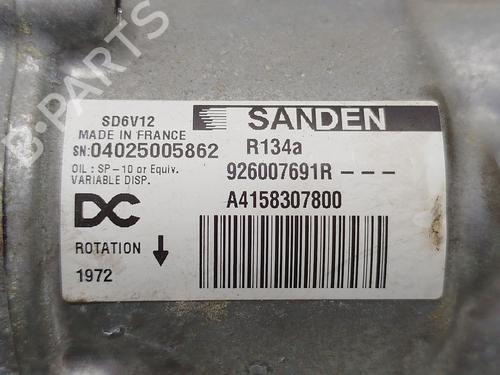 B-PARTS
SD6V12
MADE IN FRANCE
SN:04025005862
OIL : SP-10 or Equiv.
VARIABLE DISP.
DC
ROTATION ↓
1972
SANDEN
R134a
926007691R - - -
A4158307800